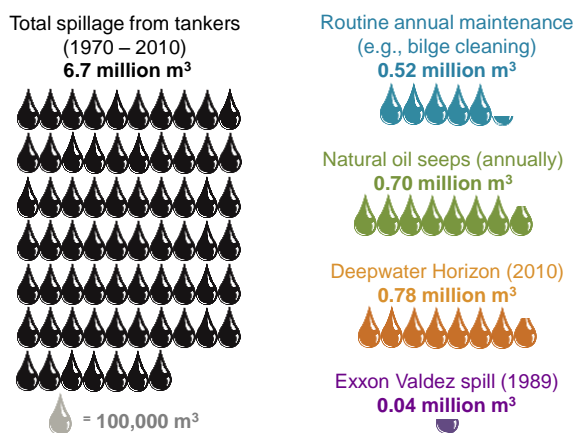 Total spillage from tankers
(1970 – 2010)
6.7 million m³
= 100,000 m³
Routine annual maintenance
(e.g., bilge cleaning)
0.52 million m³
Natural oil seeps (annually)
0.70 million m³
Deepwater Horizon (2010)
0.78 million m³
Exxon Valdez spill (1989)
0.04 million m³